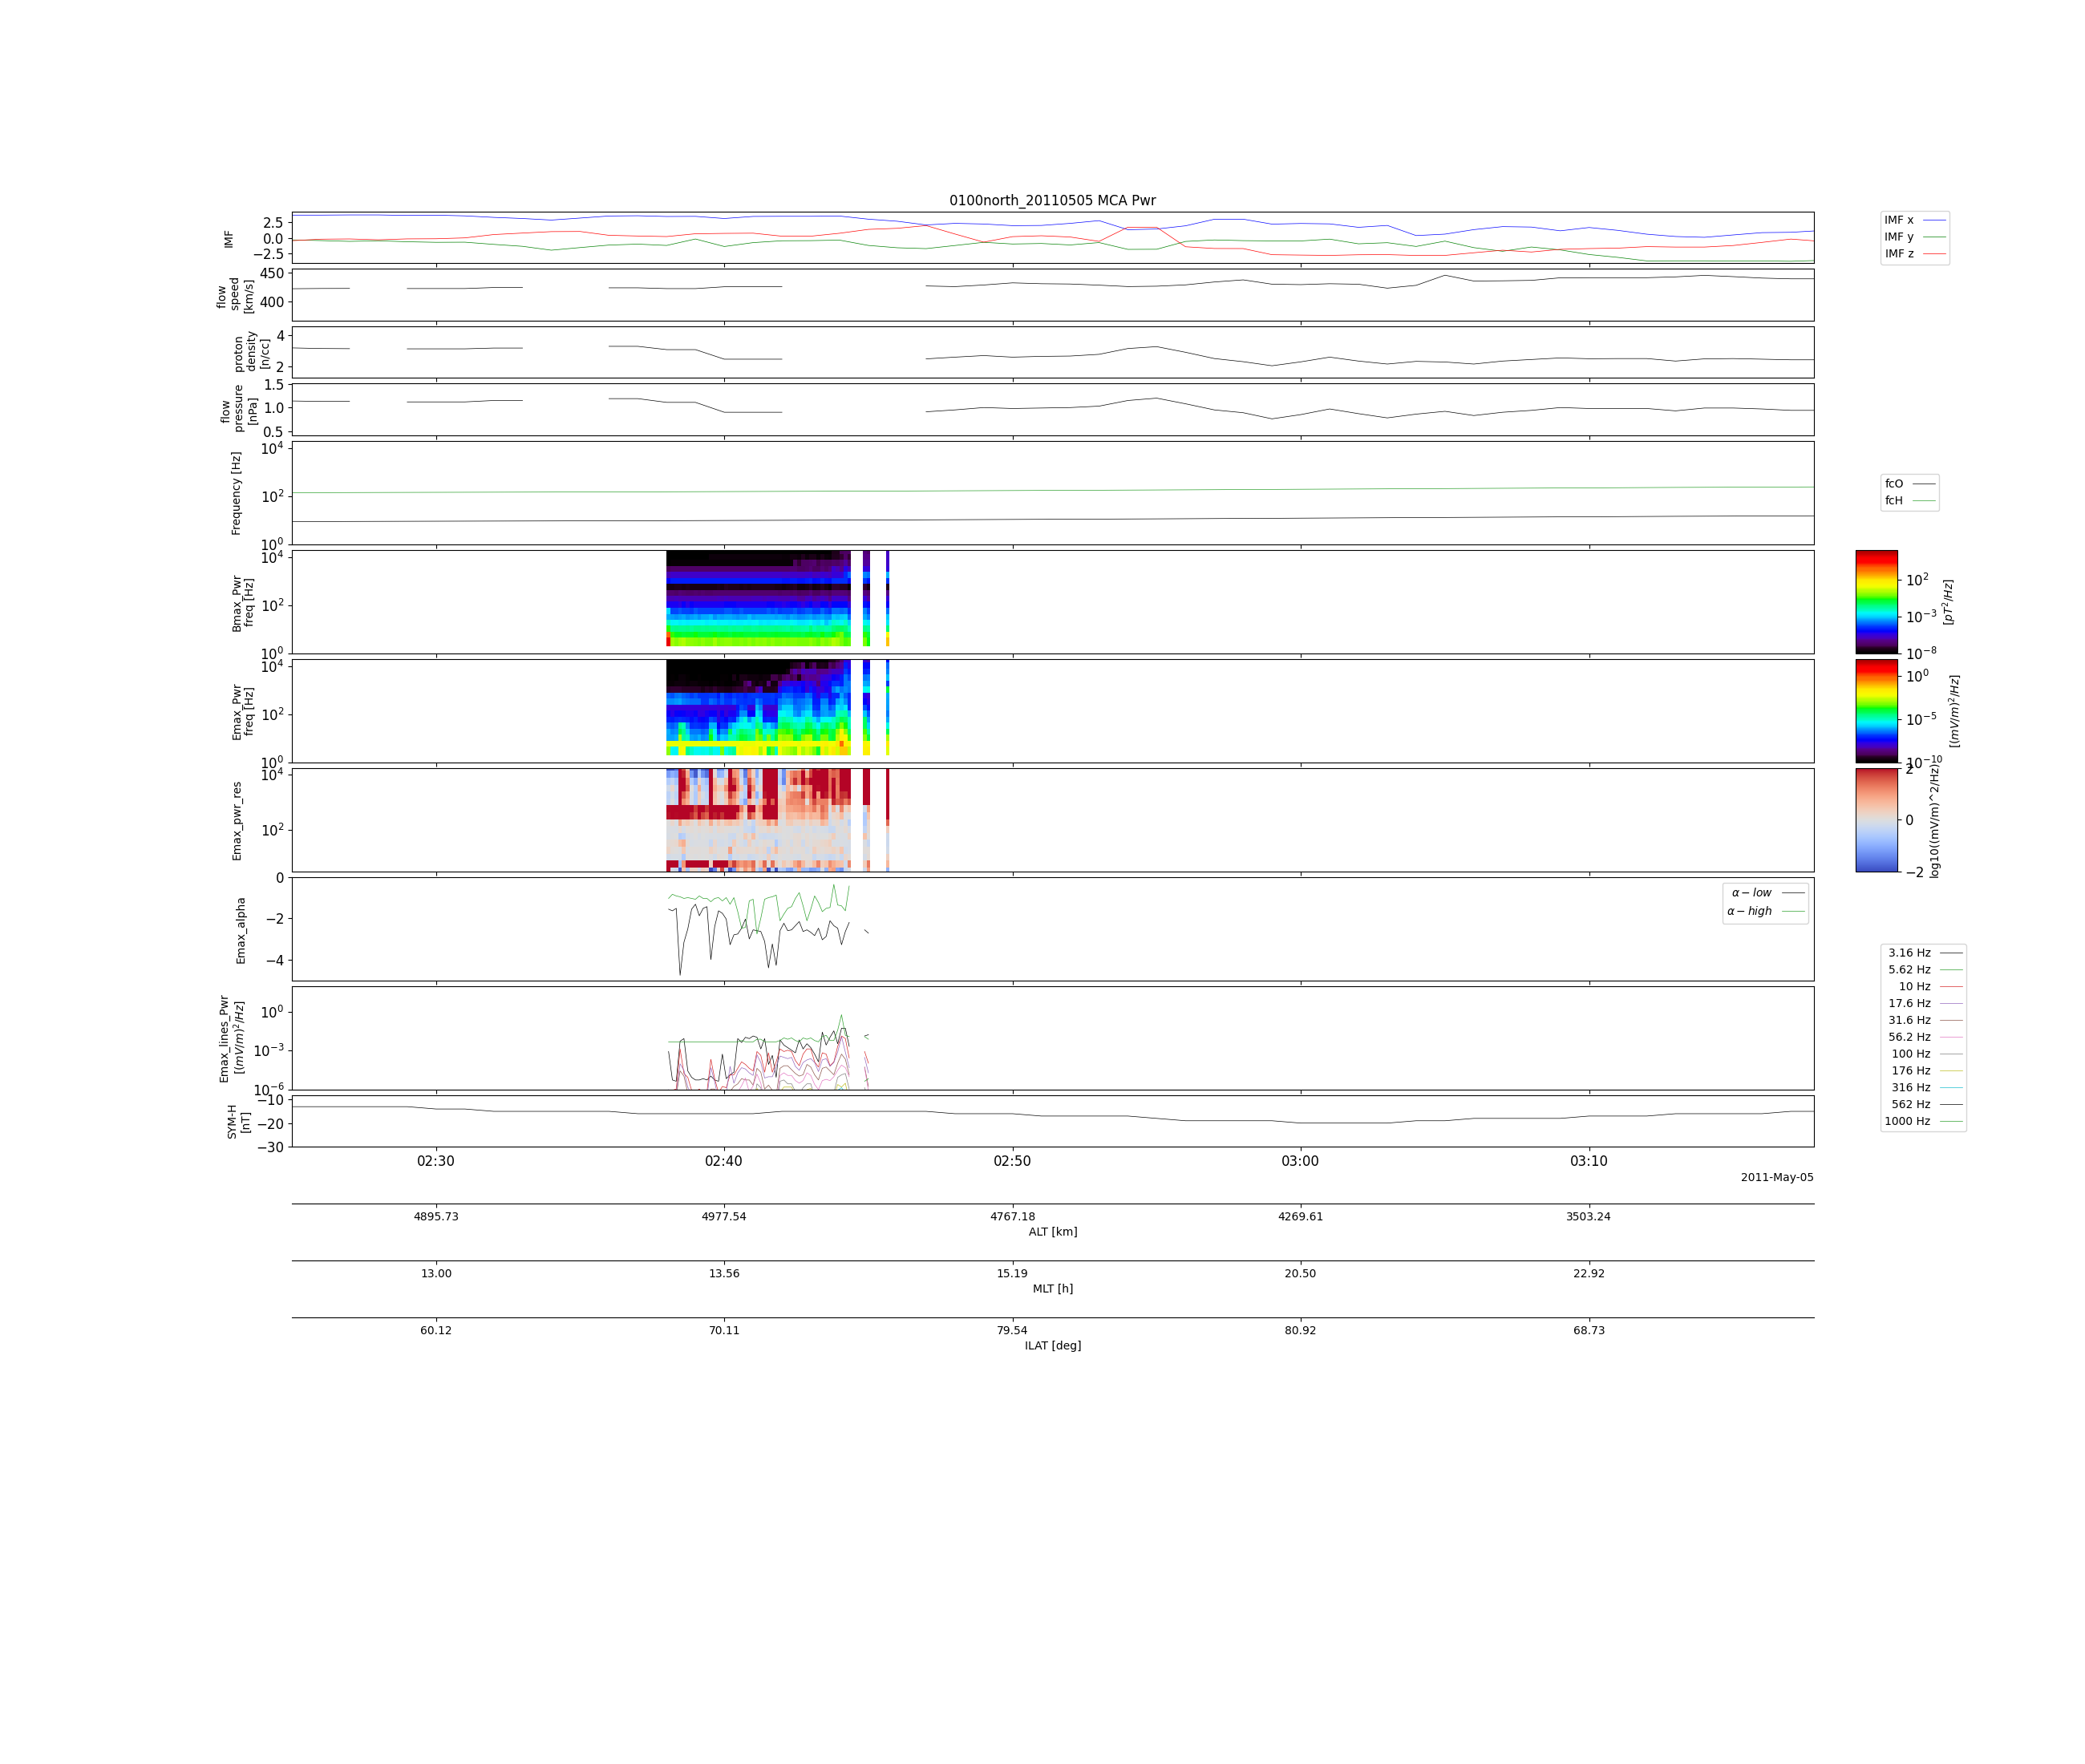 0100north_20110505 MCA Pwr
2.5
0.0
−2.5
IMF
IMF x
IMF y
IMF z
450
400
flow
speed
[km/s]
4
2
proton
density
[n/cc]
1.5
1.0
0.5
flow
pressure
[mPa]
10^4
10^2
10^0
Frequency [Hz]
fcO
fcH
10^4
10^2
10^0
Bmax_Pwr
freq [Hz]
10^2
10^−3
10^−8
[pT^2/Hz]
10^4
10^2
10^0
Emax_Pwr
freq [Hz]
10^0
10^−5
10^−10
[(mV/m)^2/Hz]
10^4
10^2
Emax_pwr_res
2
0
−2
log10((mV/m)^2/Hz)
0
−2
−4
Emax_alpha
α − low
α − high
10^0
10^−3
10^−6
Emax_lines_Pwr
[(mV/m)^2/Hz]
3.16 Hz
5.62 Hz
10 Hz
17.6 Hz
31.6 Hz
56.2 Hz
100 Hz
176 Hz
316 Hz
562 Hz
1000 Hz
−10
−20
−30
SYM-H
[nT]
02:30 02:40 02:50 03:00 03:10
2011-May-05
4895.73 4977.54 4767.18 4269.61 3503.24
ALT [km]
13.00 13.56 15.19 20.50 22.92
MLT [h]
60.12 70.11 79.54 80.92 68.73
ILAT [deg]